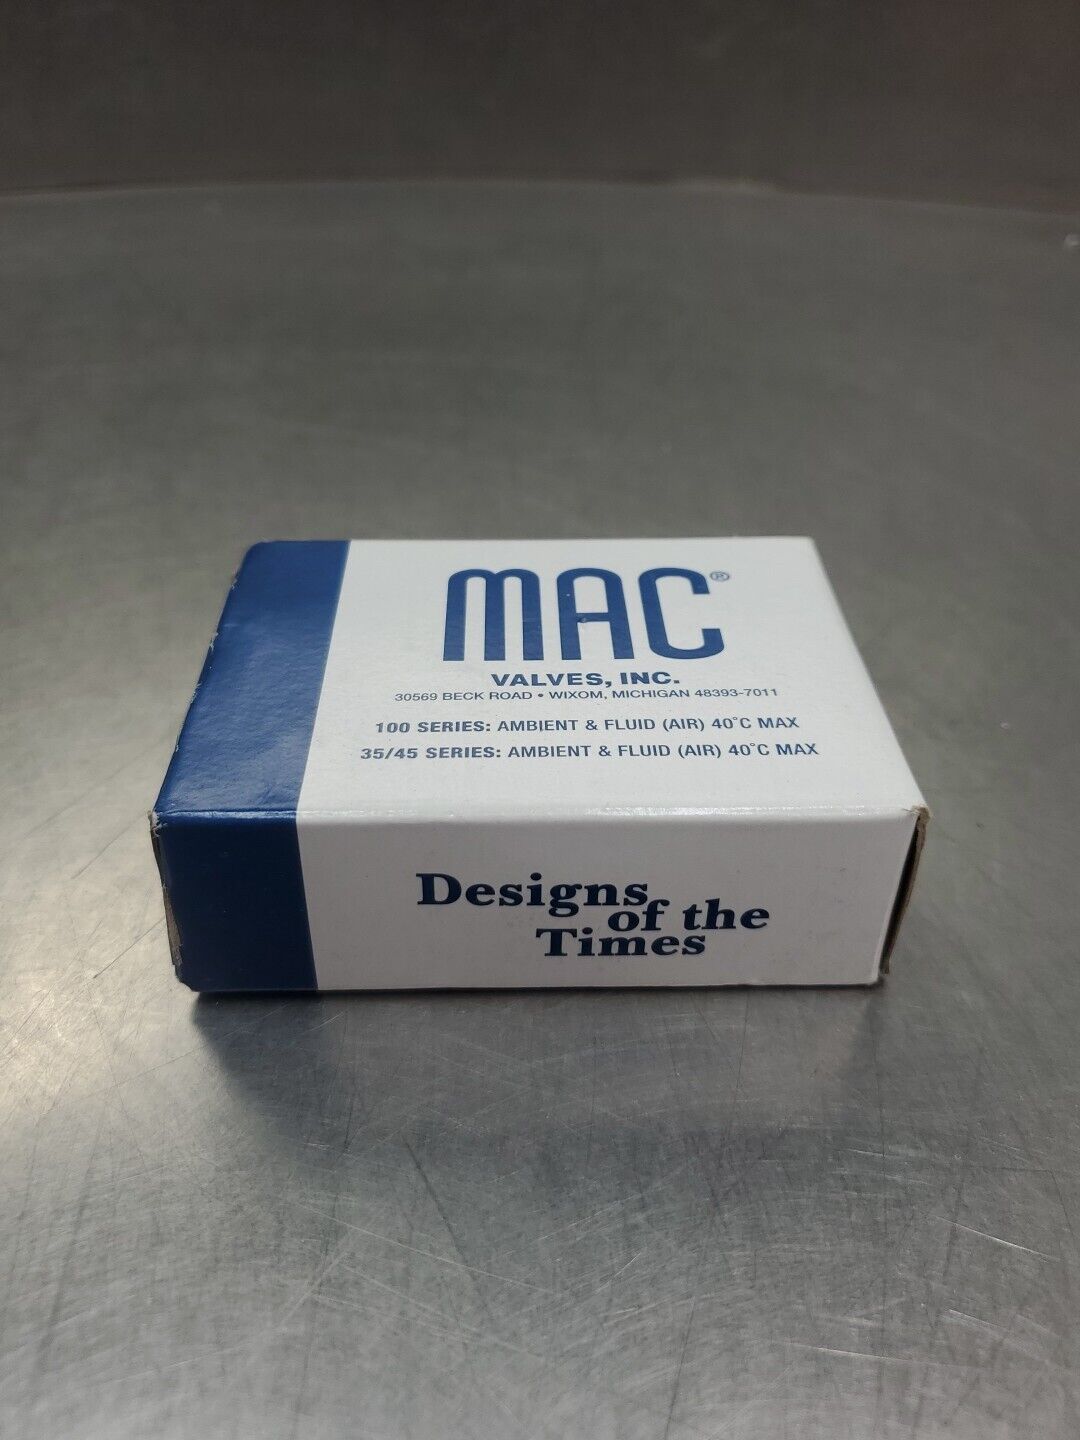 MAC®
VALVES, INC.
30569 BECK ROAD • WIXOM, MICHIGAN 48393-7011
100 SERIES: AMBIENT & FLUID (AIR) 40°C MAX
35/45 SERIES: AMBIENT & FLUID (AIR) 40°C MAX
Designs
of the
Times